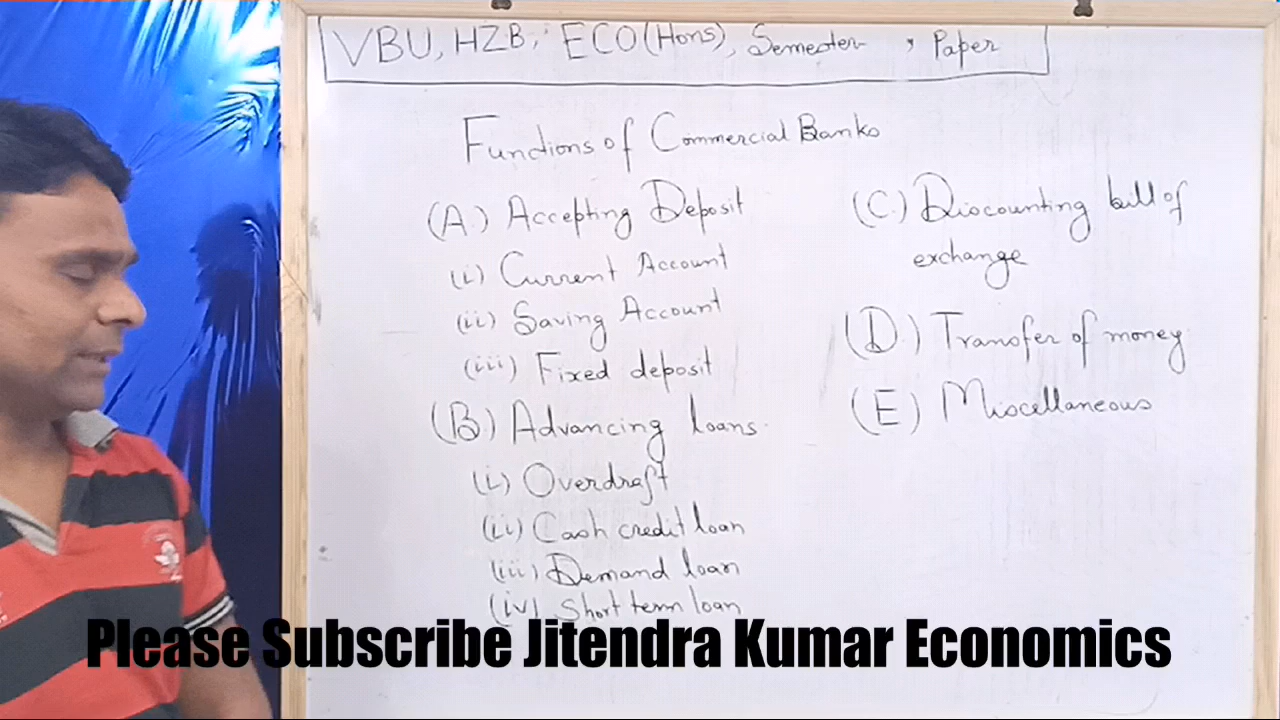 VBU, HZB, ECO(Hons), Semester , Paper
Functions of Commercial Banks
(A.) Accepting Deposit
(i) Current Account
(ii) Saving Account
(iii) Fixed deposit
(B.) Advancing loans.
(i) Overdraft
(ii) Cash credit loan
(iii) Demand loan
(iv) Short term loan
(C.) Discounting bill of
exchange
(D.) Transfer of money
(E) Miscellaneous
Please Subscribe Jitendra Kumar Economics